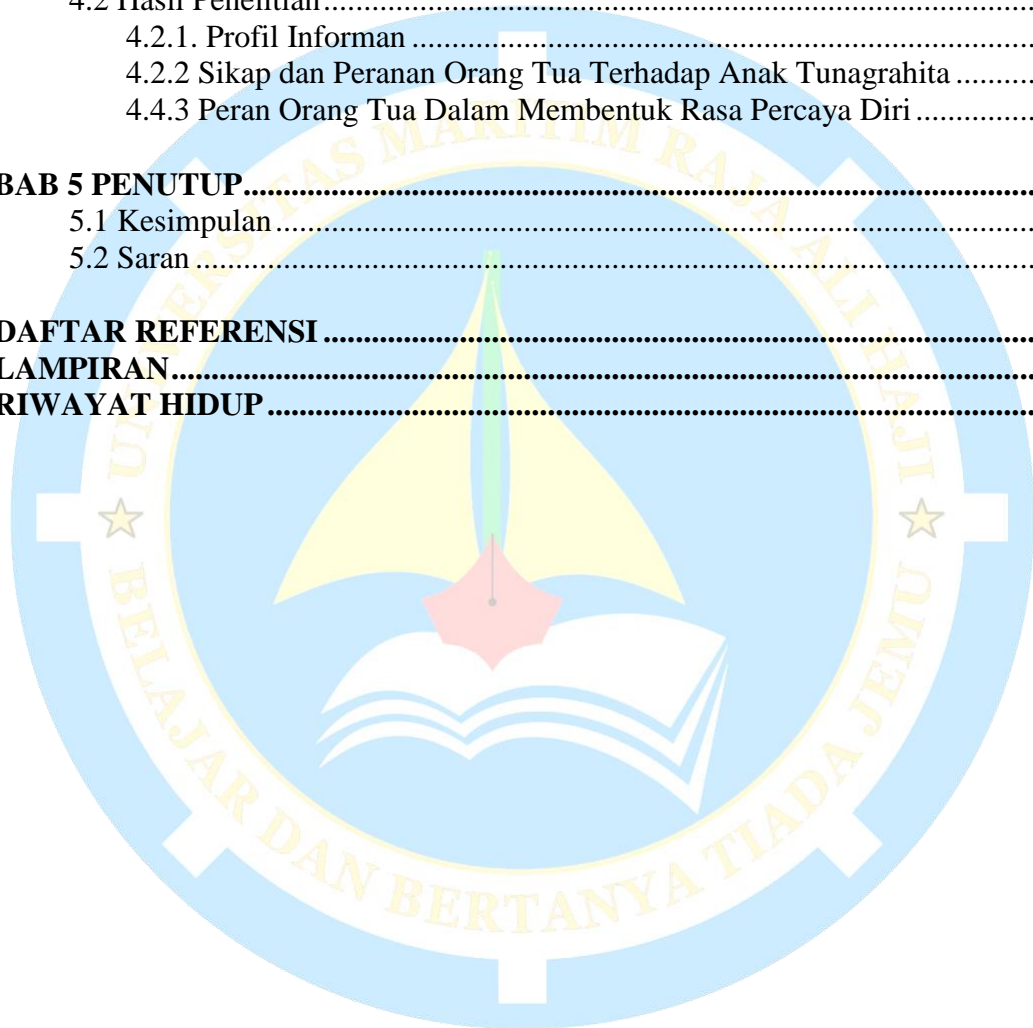 4.2 Hasil Penelitian....................................................................................
4.2.1. Profil Informan ..............................................................................
4.2.2 Sikap dan Peranan Orang Tua Terhadap Anak Tunagrahita ..........
4.4.3 Peran Orang Tua Dalam Membentuk Rasa Percaya Diri ...............
BAB 5 PENUTUP....................................................................................
5.1 Kesimpulan ................................................................................................
5.2 Saran ..........................................................................................................
DAFTAR REFERENSI ..........................................................................
LAMPIRAN..............................................................................................
RIWAYAT HIDUP ..................................................................................
UNIVERSITAS MARITIM RAJA ALI HAJI
BELAJAR DAN BERTANYA TIADA JEMU